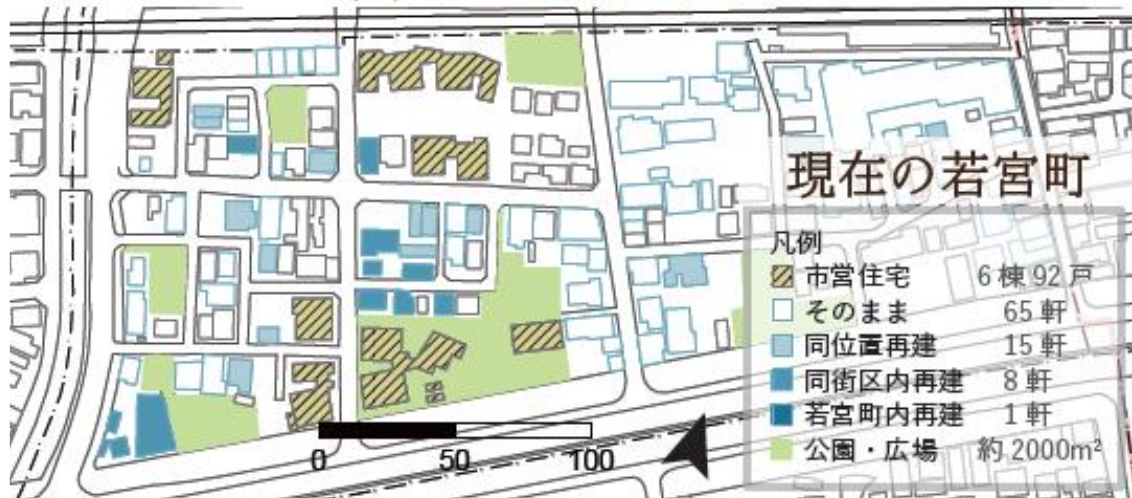 現在の若宮町
凡例
市営住宅 6棟92戸
そのまま 65軒
同位置再建 15軒
同街区内再建 8軒
若宮町内再建 1軒
公園・広場 約2000m²
0 50 100